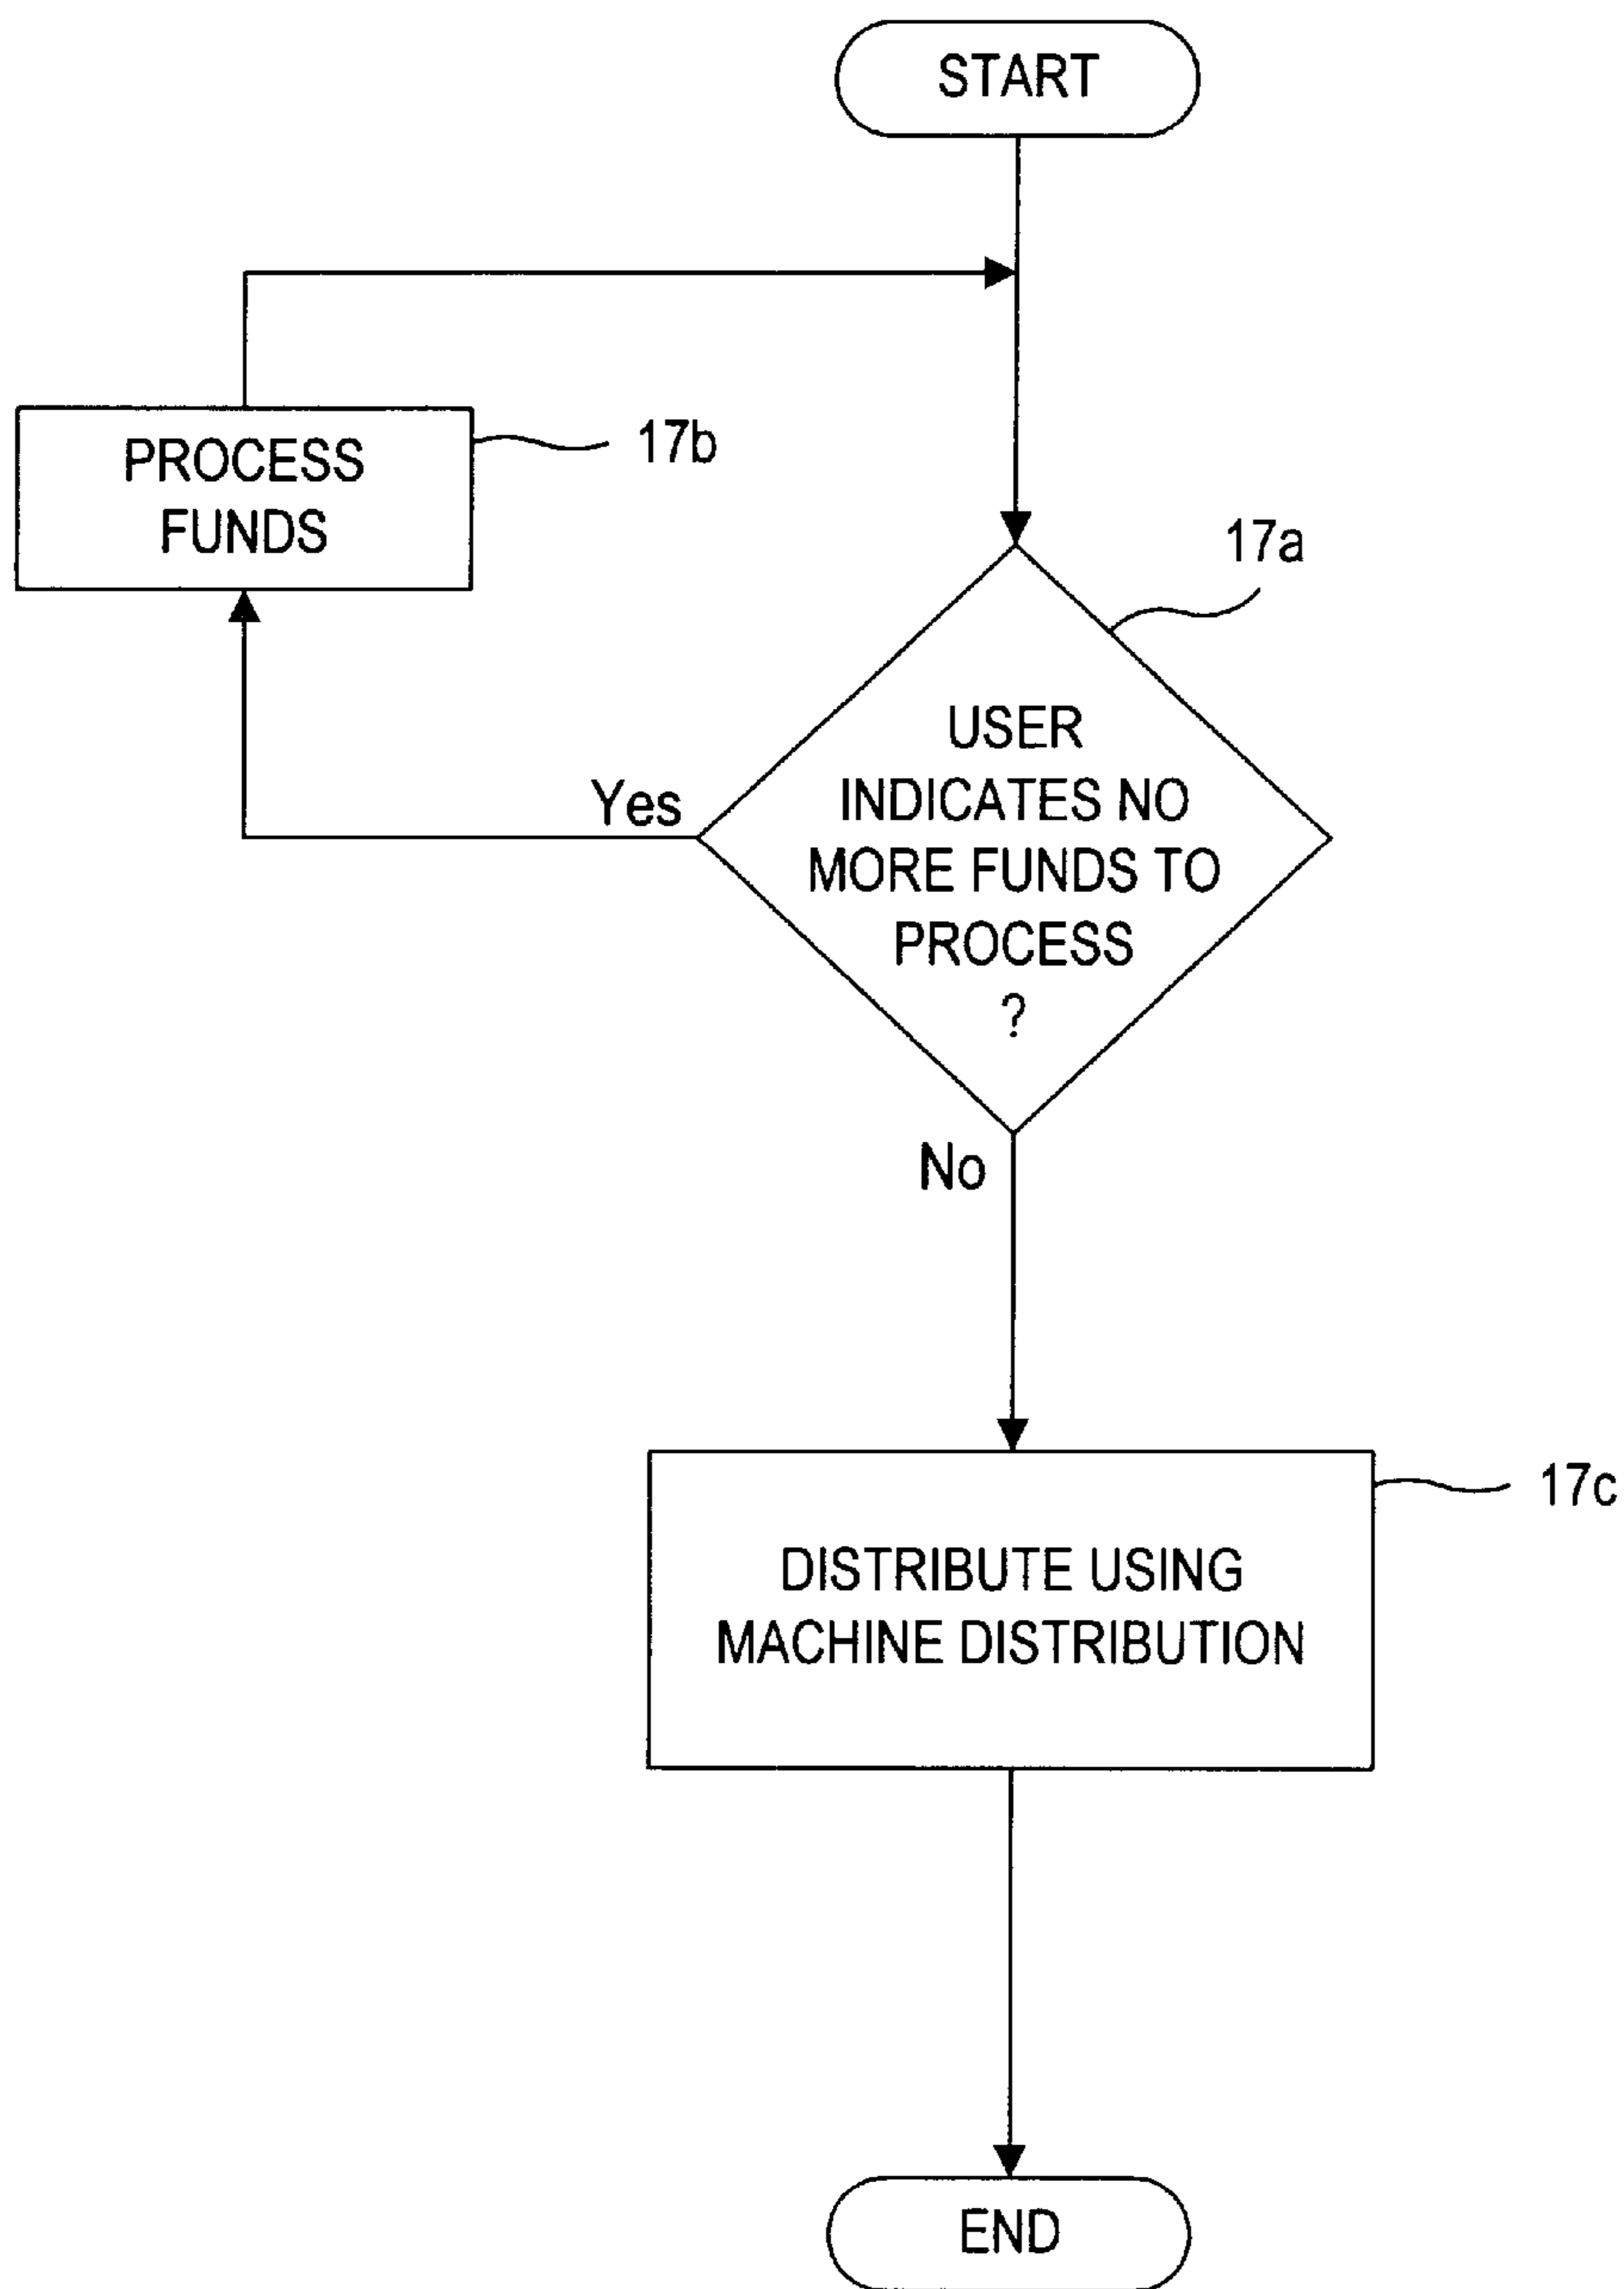 START
PROCESS
FUNDS
17b
17a
USER
INDICATES NO
MORE FUNDS TO
PROCESS
?
Yes
No
17c
DISTRIBUTE USING
MACHINE DISTRIBUTION
END